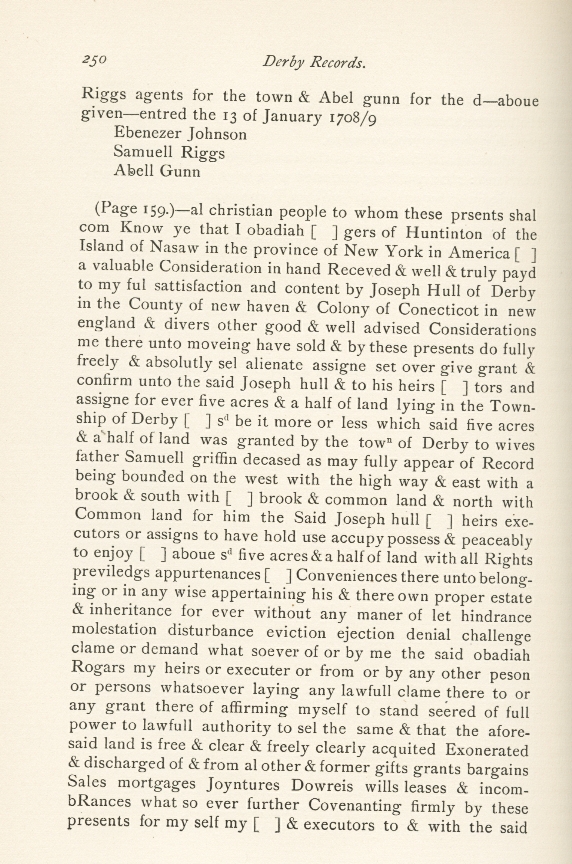 250 Derby Records.
Riggs agents for the town & Abel gunn for the d—aboue
given—entred the 13 of January 1708/9
Ebenezer Johnson
Samuell Riggs
Abell Gunn
(Page 159.)—al christian people to whom these prsents shal
com Know ye that I obadiah [ ] gers of Huntinton of the
Island of Nasaw in the province of New York in America [ ]
a valuable Consideration in hand Receved & well & truly payd
to my ful sattisfaction and content by Joseph Hull of Derby
in the County of new haven & Colony of Conecticot in new
england & divers other good & well advised Considerations
me there unto moveing have sold & by these presents do fully
freely & absolutly sel alienate assigne set over give grant &
confirm unto the said Joseph hull & to his heirs [ ] tors and
assigne for ever five acres & a half of land lying in the Town-
ship of Derby [ ] sᵈ be it more or less which said five acres
& a half of land was granted by the towⁿ of Derby to wives
father Samuell griffin decased as may fully appear of Record
being bounded on the west with the high way & east with a
brook & south with [ ] brook & common land & north with
Common land for him the Said Joseph hull [ ] heirs exe-
cutors or assigns to have hold use accupy possess & peaceably
to enjoy [ ] aboue sᵈ five acres & a half of land with all Rights
previledgs appurtenances [ ] Conveniences there unto belong-
ing or in any wise appertaining his & there own proper estate
& inheritance for ever without any maner of let hindrance
molestation disturbance eviction ejection denial challenge
clame or demand what soever of or by me the said obadiah
Rogars my heirs or executer or from or by any other peson
or persons whatsoever laying any lawfull clame there to or
any grant there of affirming myself to stand seered of full
power to lawfull authority to sel the same & that the afore-
said land is free & clear & freely clearly acquitted Exonerated
& discharged of & from al other & former gifts grants bargains
Sales mortgages Joyntures Dowreis wills leases & incom-
bRances what so ever further Covenanting firmly by these
presents for my self my [ ] & executors to & with the said